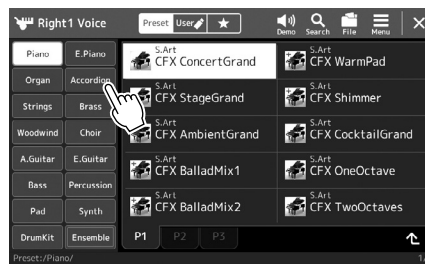 Right1 Voice
Preset User ★
Demo Search File Menu
Piano E.Piano
Organ Accordion
Strings Brass
Woodwind Choir
A.Guitar E.Guitar
Bass Percussion
Pad Synth
DrumKit Ensemble
S.Art
CFX ConcertGrand
S.Art
CFX WarmPad
S.Art
CFX StageGrand
S.Art
CFX Shimmer
S.Art
CFX AmbientGrand
S.Art
CFX CocktailGrand
S.Art
CFX BalladMix1
S.Art
CFX OneOctave
S.Art
CFX BalladMix2
S.Art
CFX TwoOctaves
P1 P2 P3
Preset:/Piano/